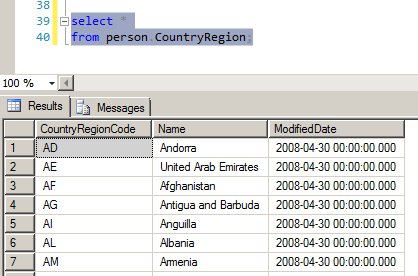 38
39 select *
40 from person.CountryRegion;
100 %
Results Messages
CountryRegionCode Name ModifiedDate
1 AD Andorra 2008-04-30 00:00:00.000
2 AE United Arab Emirates 2008-04-30 00:00:00.000
3 AF Afghanistan 2008-04-30 00:00:00.000
4 AG Antigua and Barbuda 2008-04-30 00:00:00.000
5 AI Anguilla 2008-04-30 00:00:00.000
6 AL Albania 2008-04-30 00:00:00.000
7 AM Armenia 2008-04-30 00:00:00.000